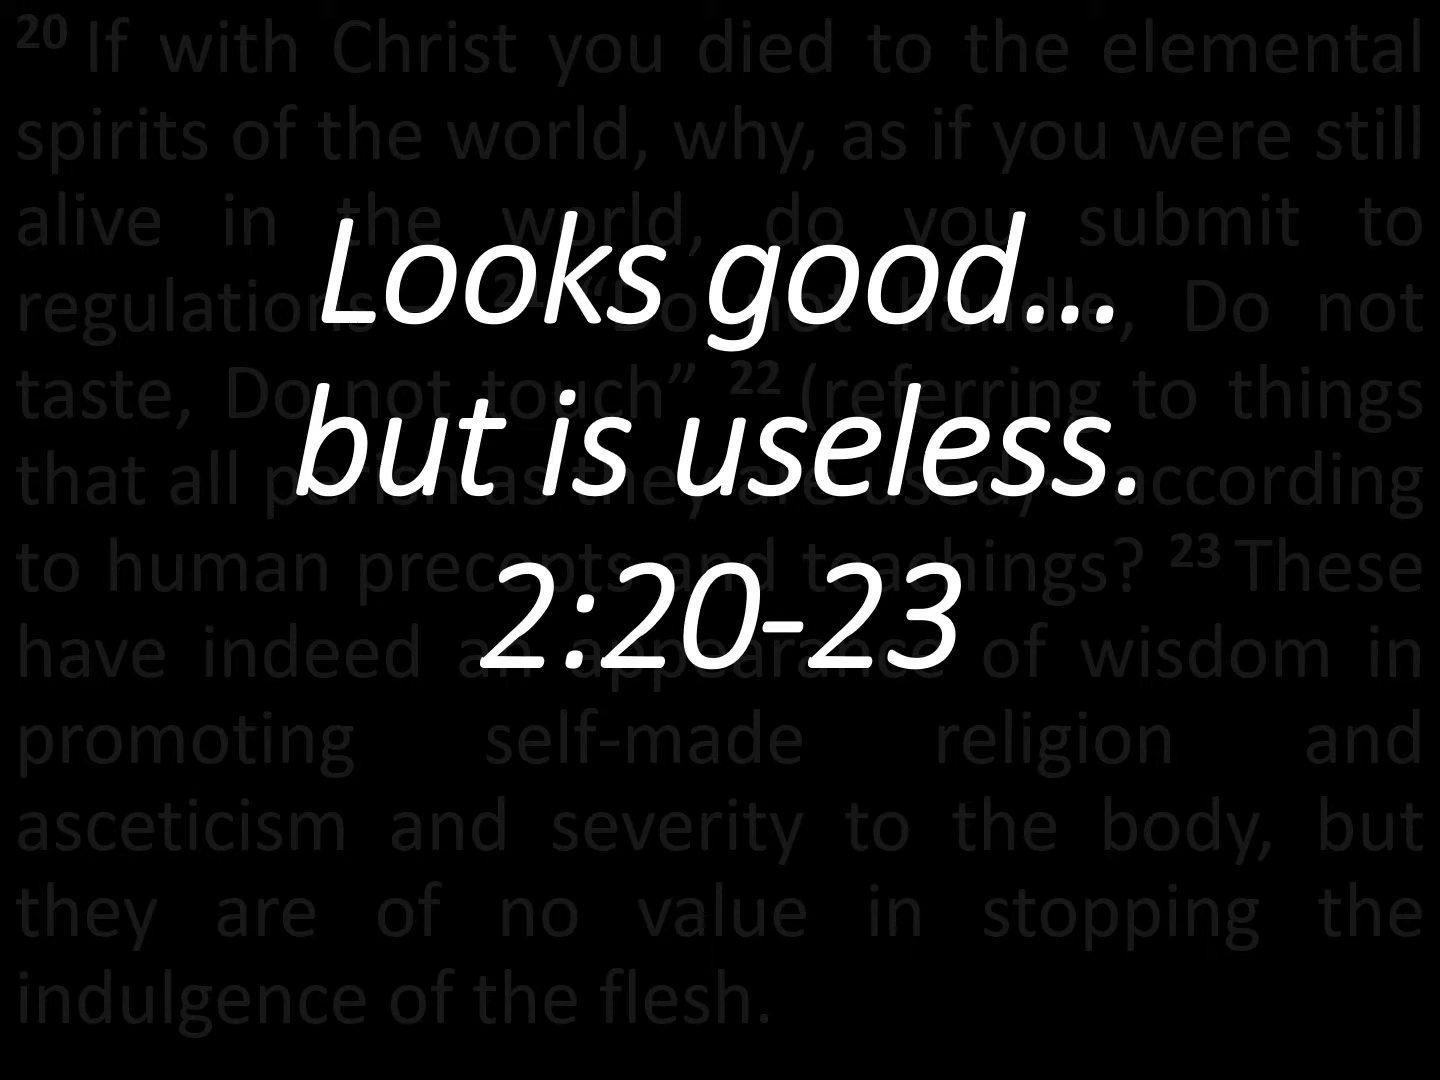 Looks good...
but is useless.
2:20-23
20 If with Christ you died to the elemental
spirits of the world, why, as if you were still
alive in the world, do you submit to
regulations— 21 “Do not handle, Do not
taste, Do not touch” 22 (referring to things
that all perish as they are used)—according
to human precepts and teachings? 23 These
have indeed an appearance of wisdom in
promoting self-made religion and
asceticism and severity to the body, but
they are of no value in stopping the
indulgence of the flesh.